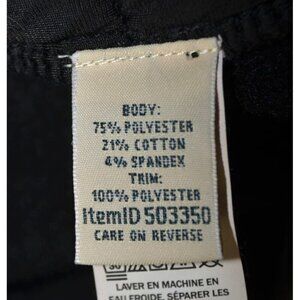 BODY:
75% POLYESTER
21% COTTON
4% SPANDEX
TRIM:
100% POLYESTER
ItemID 503350
CARE ON REVERSE
30
LAVER EN MACHINE EN
EAU FROIDE. SÉPARER